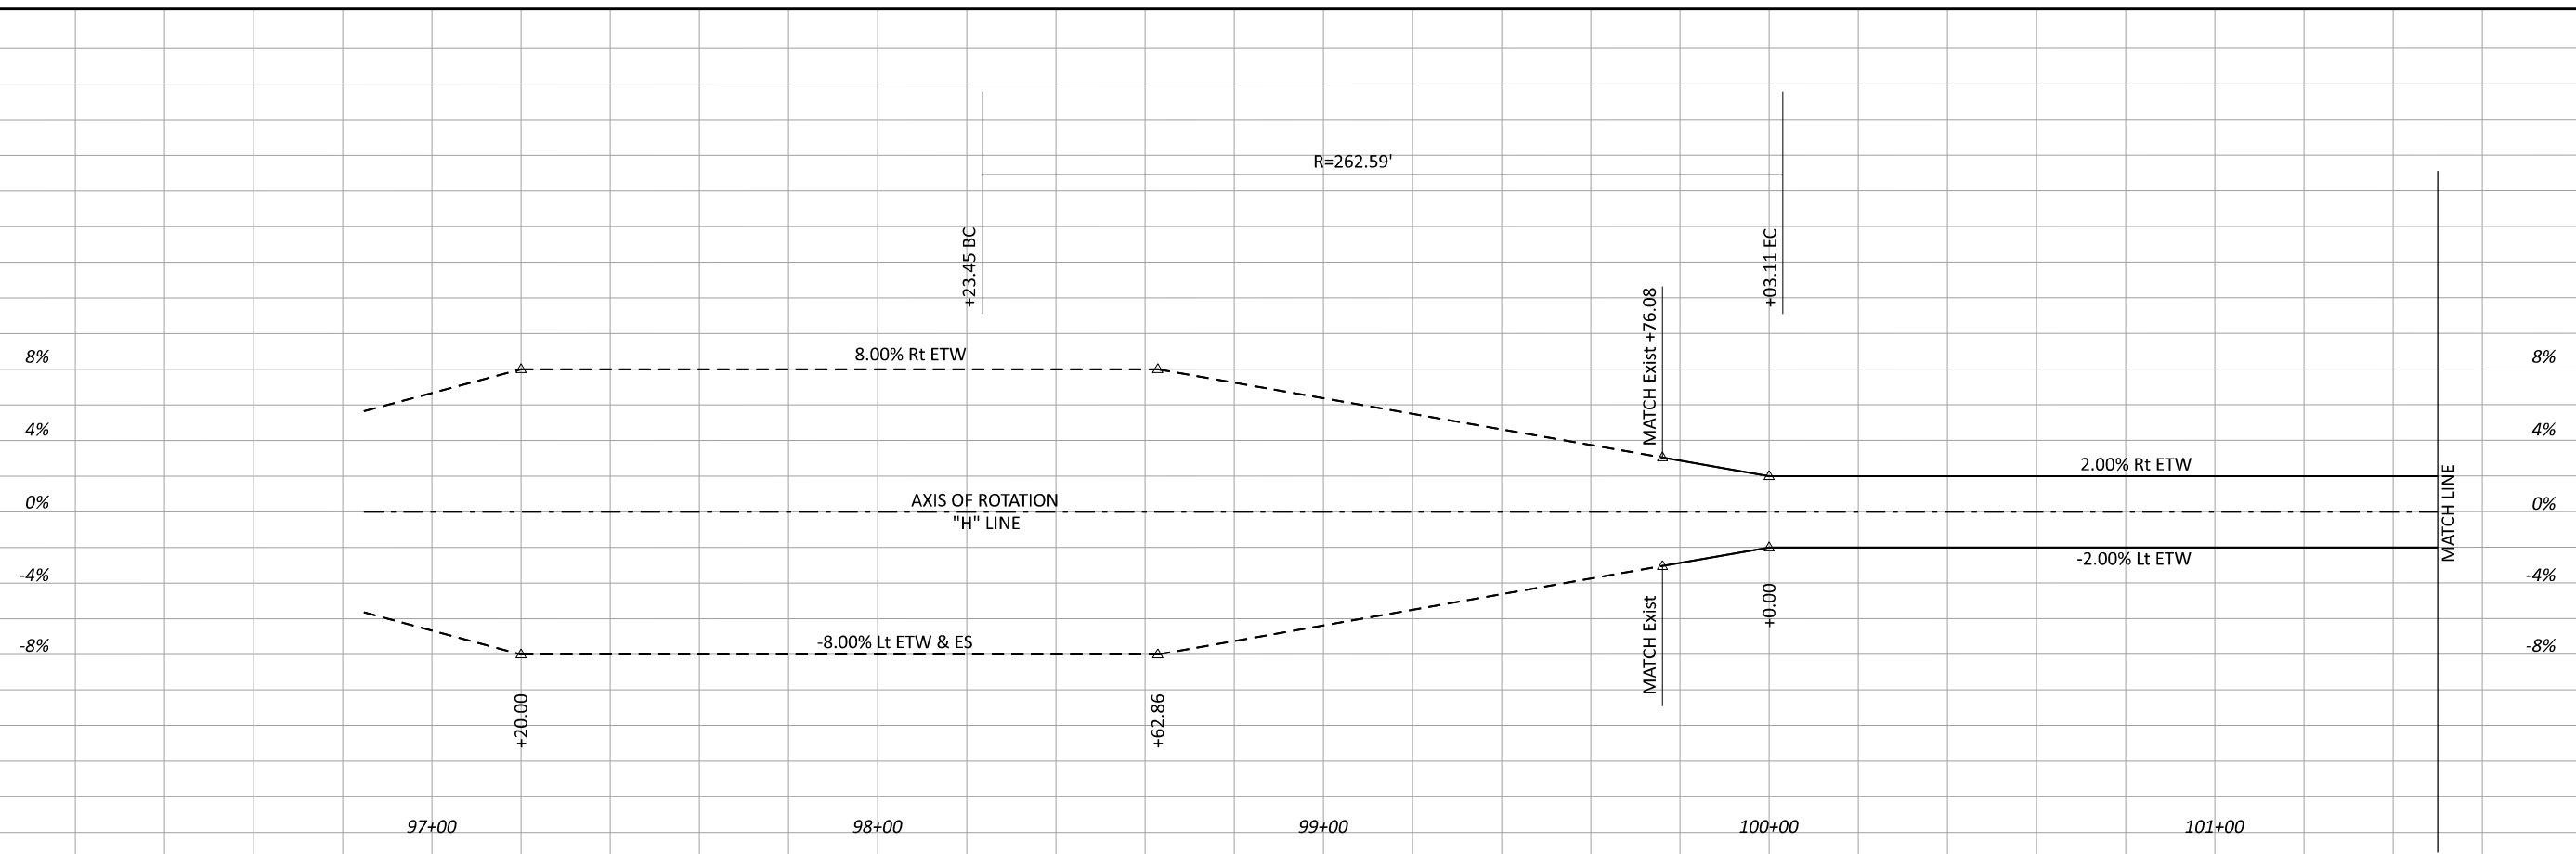 R=262.59'
+23.45 BC
+03.11 EC
MATCH Exist +76.08
8% 8.00% Rt ETW 8%
4% 4%
2.00% Rt ETW
0% AXIS OF ROTATION 0%
"H" LINE
MATCH LINE
-2.00% Lt ETW
-4% -4%
+0.00
MATCH Exist
-8% -8.00% Lt ETW & ES -8%
+20.00
+62.86
97+00 98+00 99+00 100+00 101+00